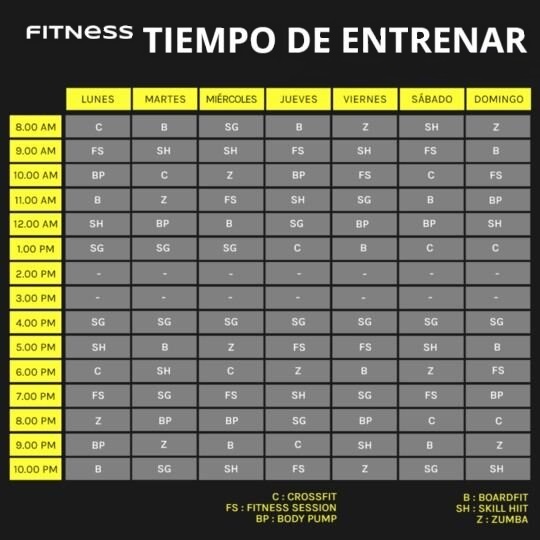 FITNESS TIEMPO DE ENTRENAR
LUNES MARTES MIÉRCOLES JUEVES VIERNES SÁBADO DOMINGO
8.00 AM C B SG B Z SH Z
9.00 AM FS SH SH FS SH FS B
10.00 AM BP C Z BP FS C FS
11.00 AM B Z FS SH SG B BP
12.00 AM SH BP B SG BP BP SH
1.00 PM SG SG SG C B C C
2.00 PM - - - - - - -
3.00 PM - - - - - - -
4.00 PM SG SG SG SG SG SG SG
5.00 PM SH B Z FS FS SH B
6.00 PM C SH C Z B Z FS
7.00 PM FS SG FS SH SG FS BP
8.00 PM Z BP BP SG BP C C
9.00 PM BP Z B C SH B Z
10.00 PM B SG SH FS Z SG SH
C : CROSSFIT B : BOARDFIT
FS : FITNESS SESSION SH : SKILL HIIT
BP : BODY PUMP Z : ZUMBA